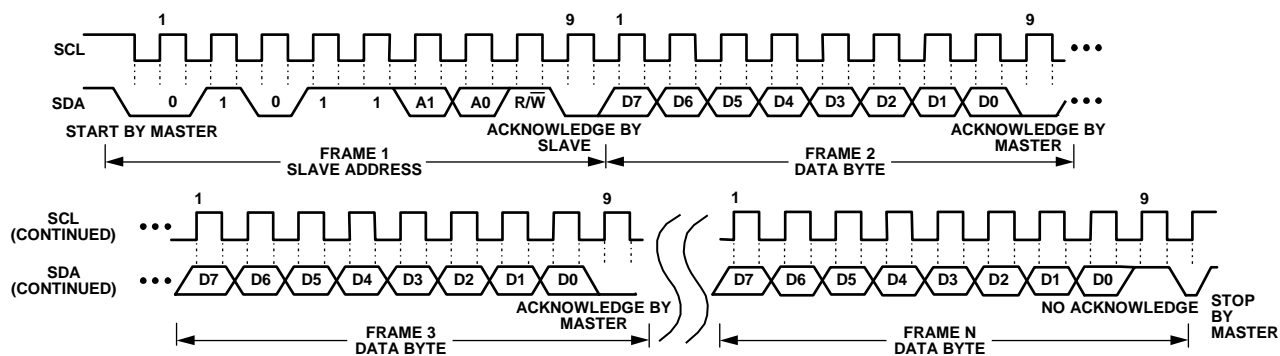 1 9 1 9
SCL
SDA 0 1 0 1 1 A1 A0 R/W̅ D7 D6 D5 D4 D3 D2 D1 D0
START BY MASTER
ACKNOWLEDGE BY
SLAVE
ACKNOWLEDGE BY
MASTER
FRAME 1
SLAVE ADDRESS
FRAME 2
DATA BYTE
1 9 1 9
SCL
(CONTINUED)
SDA
(CONTINUED)
D7 D6 D5 D4 D3 D2 D1 D0 D7 D6 D5 D4 D3 D2 D1 D0
ACKNOWLEDGE BY
MASTER
NO ACKNOWLEDGE
STOP
BY
MASTER
FRAME 3
DATA BYTE
FRAME N
DATA BYTE